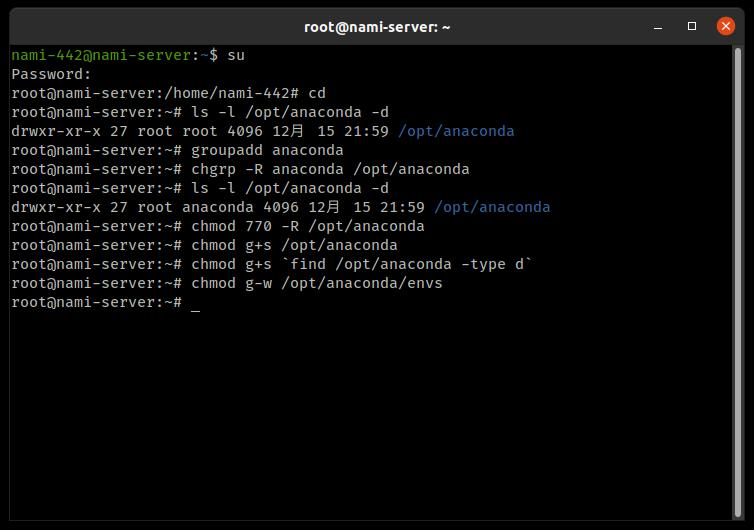 root@nami-server: ~
nami-442@nami-server:~$ su
Password:
root@nami-server:/home/nami-442# cd
root@nami-server:~# ls -l /opt/anaconda -d
drwxr-xr-x 27 root root 4096 12月 15 21:59 /opt/anaconda
root@nami-server:~# groupadd anaconda
root@nami-server:~# chgrp -R anaconda /opt/anaconda
root@nami-server:~# ls -l /opt/anaconda -d
drwxr-xr-x 27 root anaconda 4096 12月 15 21:59 /opt/anaconda
root@nami-server:~# chmod 770 -R /opt/anaconda
root@nami-server:~# chmod g+s /opt/anaconda
root@nami-server:~# chmod g+s `find /opt/anaconda -type d`
root@nami-server:~# chmod g-w /opt/anaconda/envs
root@nami-server:~# _